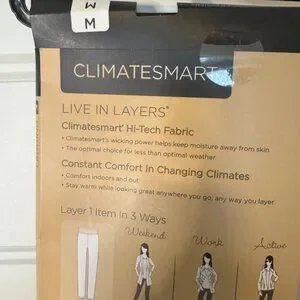 M
M
CLIMATESMART
LIVE IN LAYERS®
Climatesmart® Hi-Tech Fabric
• Climatesmart's wicking power helps keep moisture away from skin
• The optimal choice for less than optimal weather
Constant Comfort In Changing Climates
• Comfort indoors and out
• Stay warm while looking great anywhere you go, any way you layer
Layer 1 Item in 3 Ways
Weekend Work Active